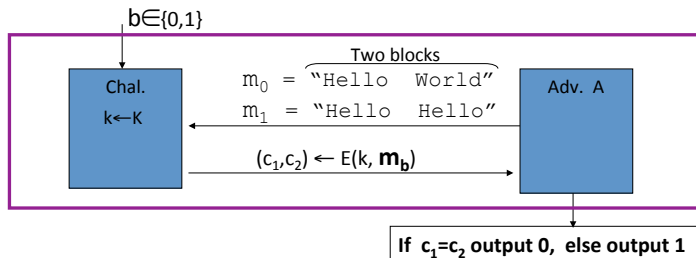 b∈{0,1}
Two blocks
Chal.
k←K
m₀ = “Hello World”
m₁ = “Hello Hello”
Adv. A
(c₁,c₂) ← E(k, m_b)
If c₁=c₂ output 0, else output 1